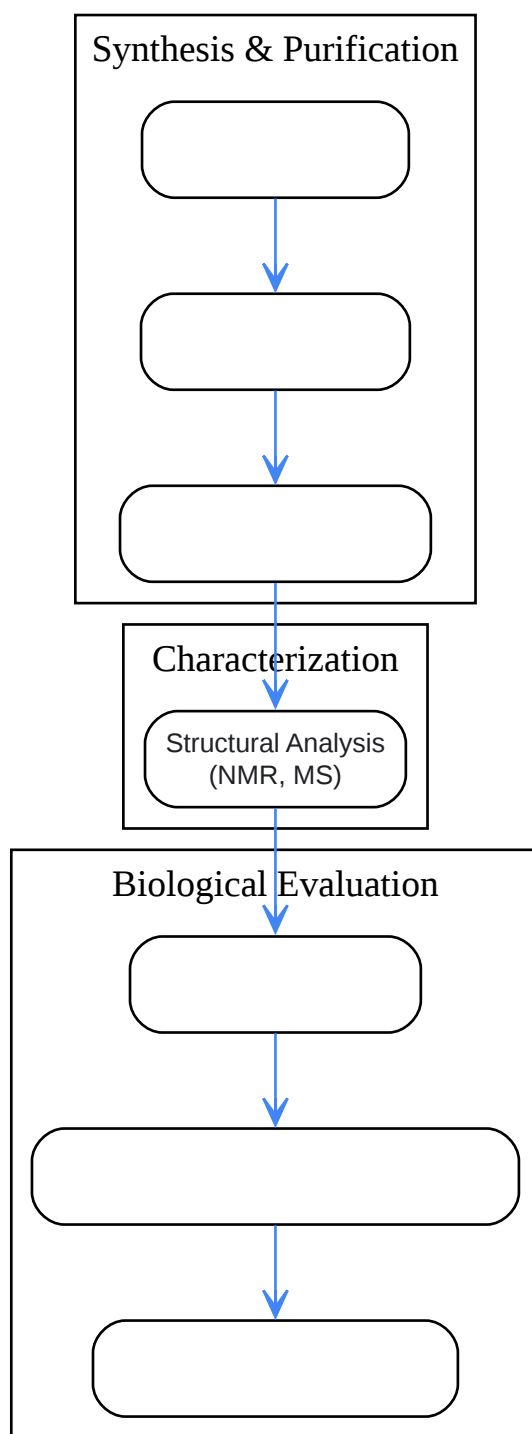 Synthesis & Purification
Characterization
Structural Analysis
(NMR, MS)
Biological Evaluation